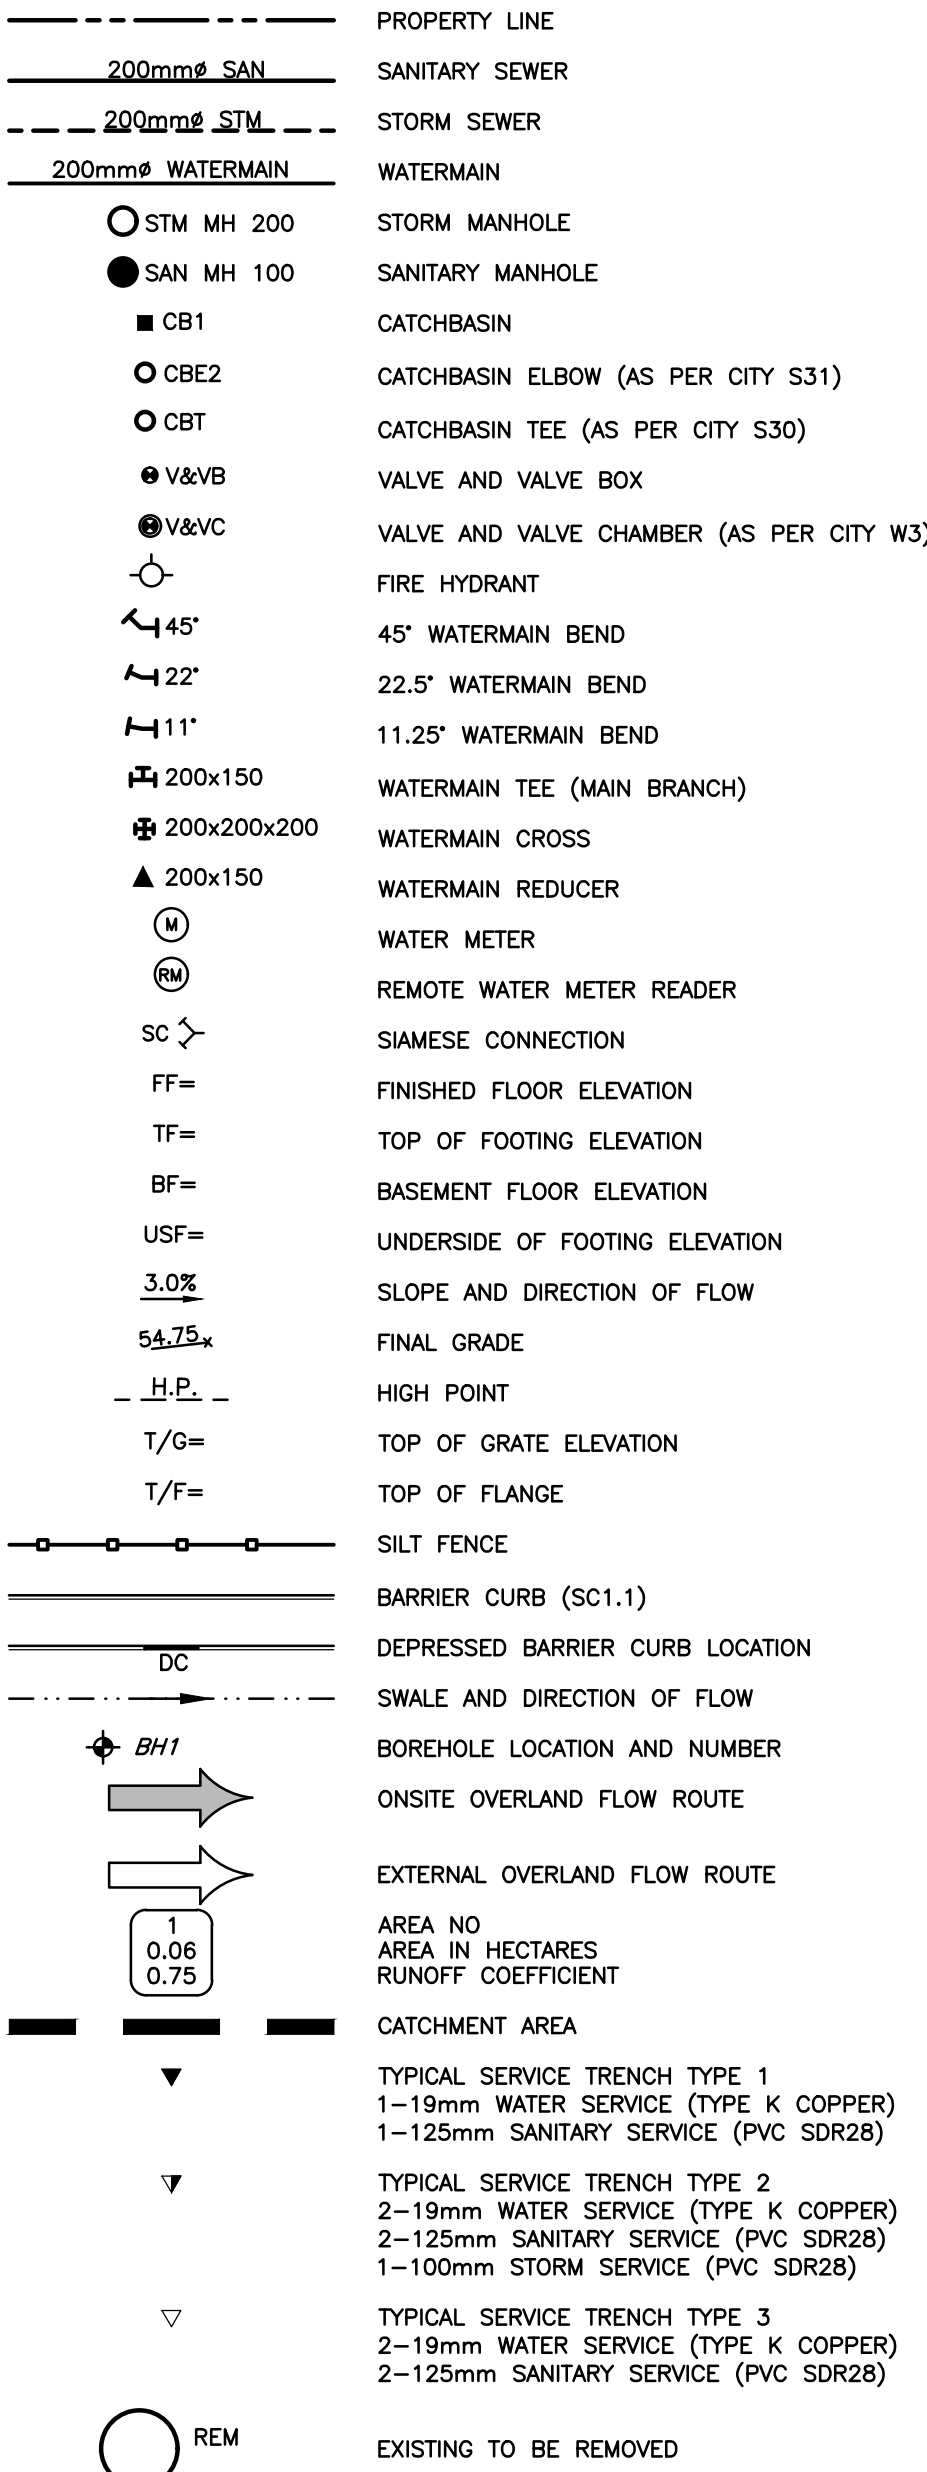 PROPERTY LINE
200mmø SAN SANITARY SEWER
200mmø STM STORM SEWER
200mmø WATERMAIN WATERMAIN
STM MH 200 STORM MANHOLE
SAN MH 100 SANITARY MANHOLE
CB1 CATCHBASIN
CBE2 CATCHBASIN ELBOW (AS PER CITY S31)
CBT CATCHBASIN TEE (AS PER CITY S30)
V&VB VALVE AND VALVE BOX
V&VC VALVE AND VALVE CHAMBER (AS PER CITY W3)
FIRE HYDRANT
45° 45° WATERMAIN BEND
22° 22.5° WATERMAIN BEND
11° 11.25° WATERMAIN BEND
200x150 WATERMAIN TEE (MAIN BRANCH)
200x200x200 WATERMAIN CROSS
200x150 WATERMAIN REDUCER
M WATER METER
RM REMOTE WATER METER READER
SC SIAMESE CONNECTION
FF= FINISHED FLOOR ELEVATION
TF= TOP OF FOOTING ELEVATION
BF= BASEMENT FLOOR ELEVATION
USF= UNDERSIDE OF FOOTING ELEVATION
3.0% SLOPE AND DIRECTION OF FLOW
54.75x FINAL GRADE
H.P. HIGH POINT
T/G= TOP OF GRATE ELEVATION
T/F= TOP OF FLANGE
SILT FENCE
BARRIER CURB (SC1.1)
DC DEPRESSED BARRIER CURB LOCATION
SWALE AND DIRECTION OF FLOW
BH1 BOREHOLE LOCATION AND NUMBER
ONSITE OVERLAND FLOW ROUTE
EXTERNAL OVERLAND FLOW ROUTE
1 AREA NO
0.06 AREA IN HECTARES
0.75 RUNOFF COEFFICIENT
CATCHMENT AREA
TYPICAL SERVICE TRENCH TYPE 1
1-19mm WATER SERVICE (TYPE K COPPER)
1-125mm SANITARY SERVICE (PVC SDR28)
TYPICAL SERVICE TRENCH TYPE 2
2-19mm WATER SERVICE (TYPE K COPPER)
2-125mm SANITARY SERVICE (PVC SDR28)
1-100mm STORM SERVICE (PVC SDR28)
TYPICAL SERVICE TRENCH TYPE 3
2-19mm WATER SERVICE (TYPE K COPPER)
2-125mm SANITARY SERVICE (PVC SDR28)
REM EXISTING TO BE REMOVED